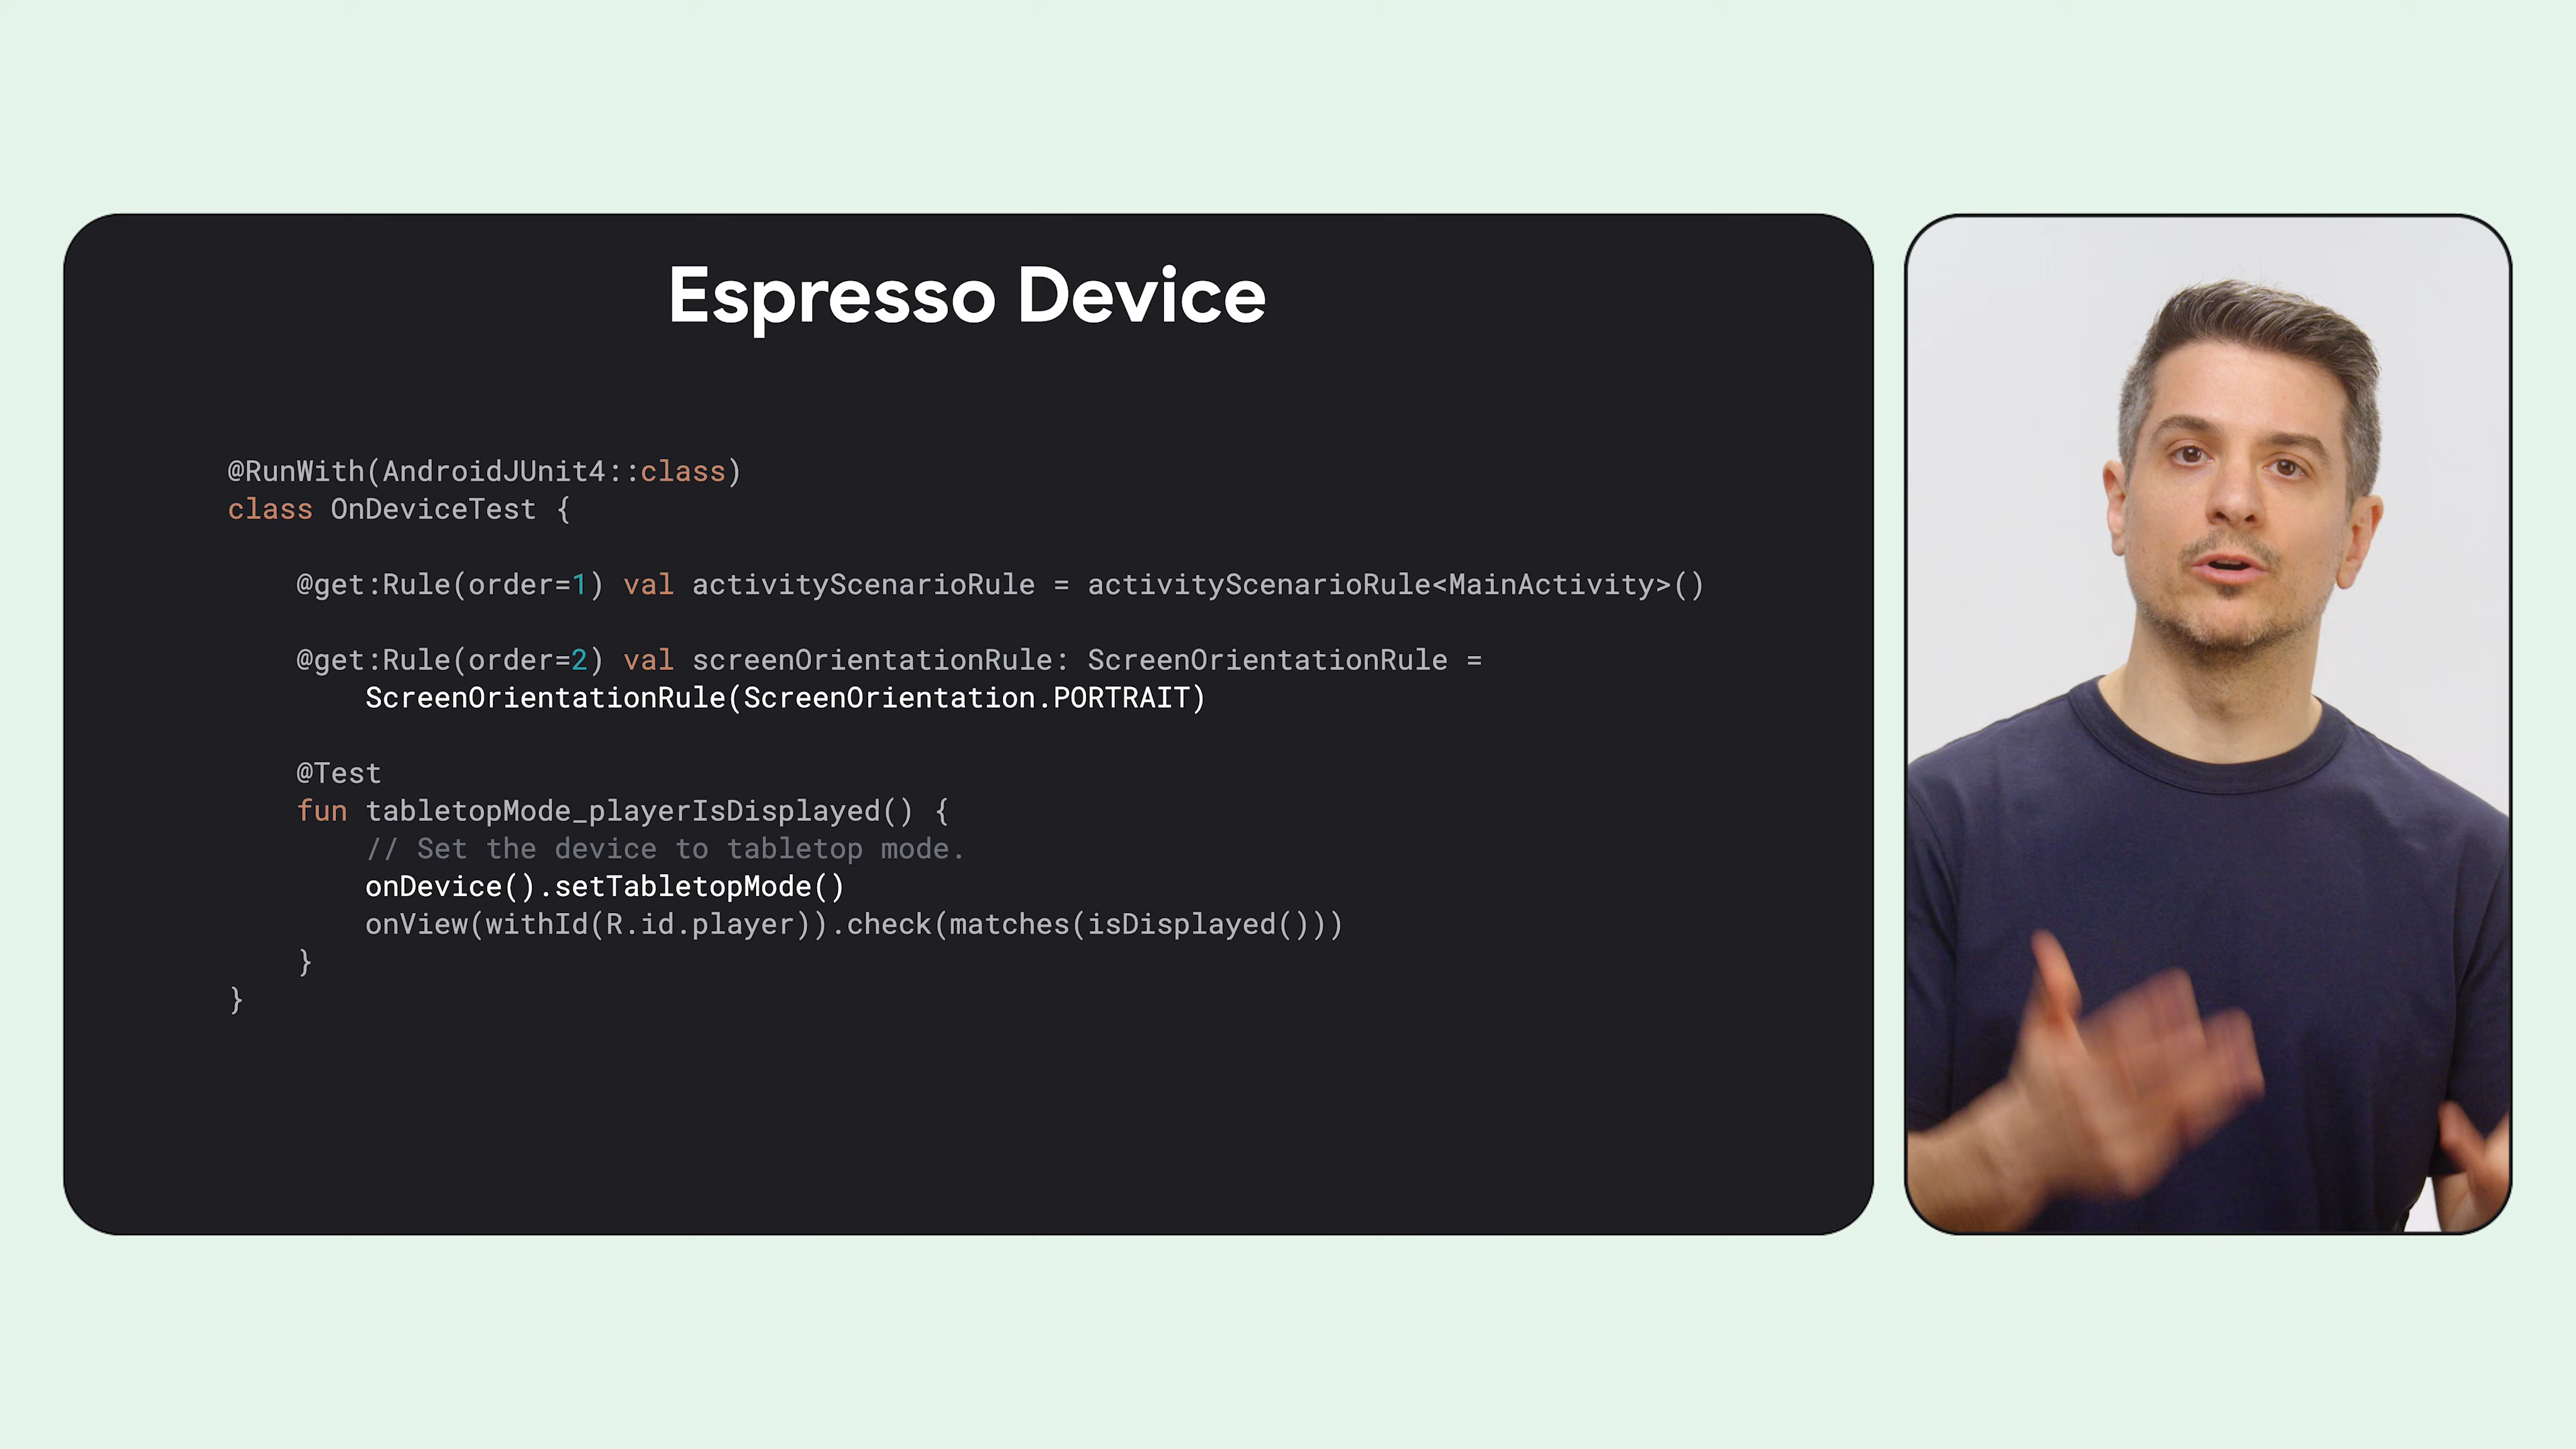 Espresso Device
@RunWith(AndroidJUnit4::class)
class OnDeviceTest {
@get:Rule(order=1) val activityScenarioRule = activityScenarioRule<MainActivity>()
@get:Rule(order=2) val screenOrientationRule: ScreenOrientationRule =
ScreenOrientationRule(ScreenOrientation.PORTRAIT)
@Test
fun tabletopMode_playerIsDisplayed() {
// Set the device to tabletop mode.
onDevice().setTabletopMode()
onView(withId(R.id.player)).check(matches(isDisplayed()))
}
}